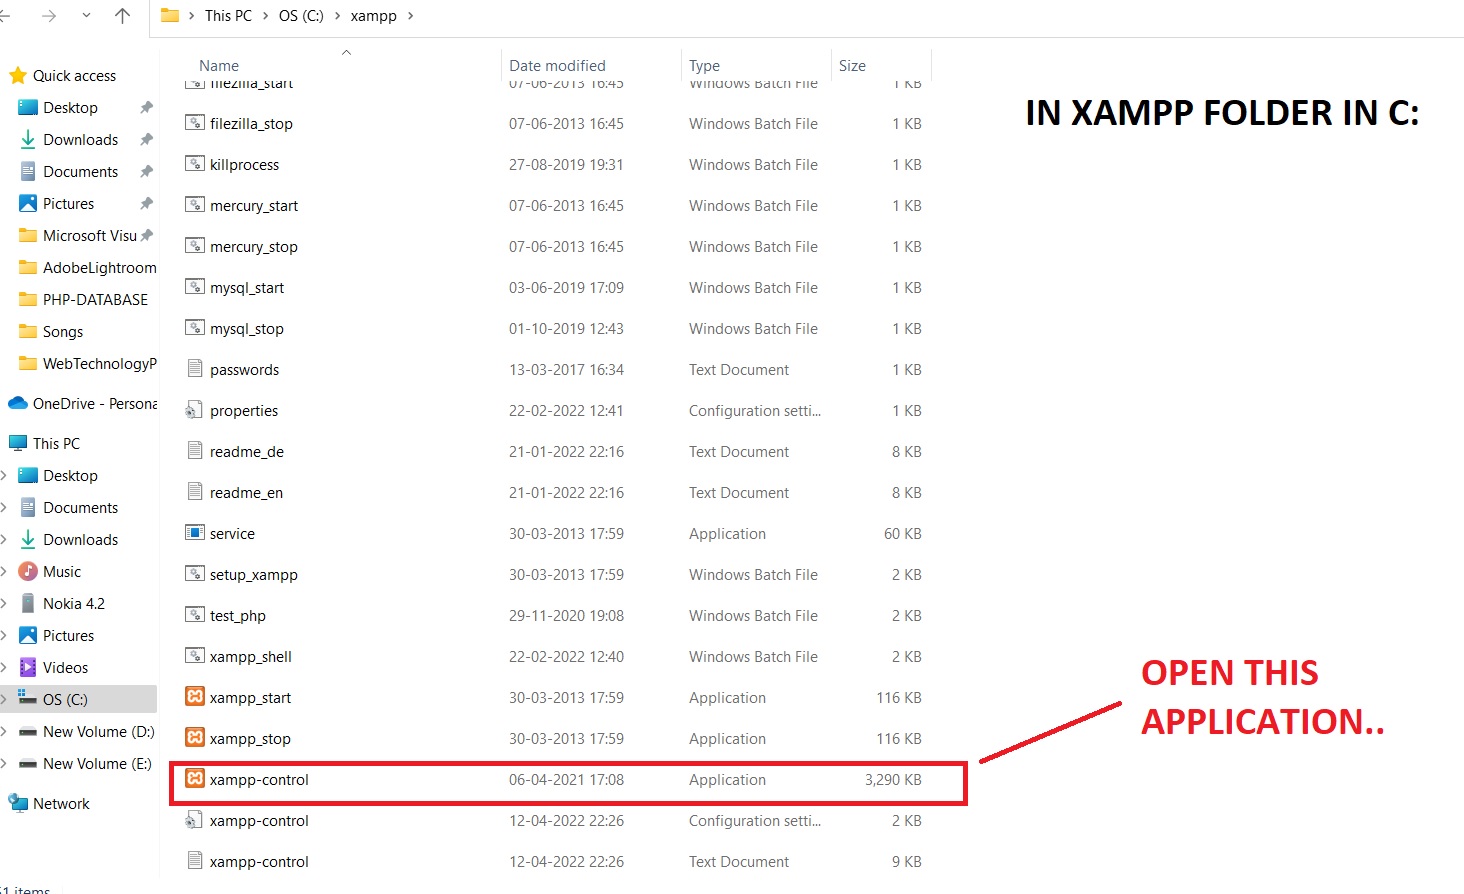 This PC > OS (C:) > xampp >
Name Date modified Type Size
filezilla_start 07-06-2013 16:45 Windows Batch File 1 KB
filezilla_stop 07-06-2013 16:45 Windows Batch File 1 KB
killprocess 27-08-2019 19:31 Windows Batch File 1 KB
mercury_start 07-06-2013 16:45 Windows Batch File 1 KB
mercury_stop 07-06-2013 16:45 Windows Batch File 1 KB
mysql_start 03-06-2019 17:09 Windows Batch File 1 KB
mysql_stop 01-10-2019 12:43 Windows Batch File 1 KB
passwords 13-03-2017 16:34 Text Document 1 KB
properties 22-02-2022 12:41 Configuration setti... 1 KB
readme_de 21-01-2022 22:16 Text Document 8 KB
readme_en 21-01-2022 22:16 Text Document 8 KB
service 30-03-2013 17:59 Application 60 KB
setup_xampp 30-03-2013 17:59 Windows Batch File 2 KB
test_php 29-11-2020 19:08 Windows Batch File 2 KB
xampp_shell 22-02-2022 12:40 Windows Batch File 2 KB
xampp_start 30-03-2013 17:59 Application 116 KB
xampp_stop 30-03-2013 17:59 Application 116 KB
xampp-control 06-04-2021 17:08 Application 3,290 KB
xampp-control 12-04-2022 22:26 Configuration setti... 2 KB
xampp-control 12-04-2022 22:26 Text Document 9 KB
Quick access
Desktop
Downloads
Documents
Pictures
Microsoft Visu
AdobeLightroom
PHP-DATABASE
Songs
WebTechnologyP
OneDrive - Persona
This PC
Desktop
Documents
Downloads
Music
Nokia 4.2
Pictures
Videos
OS (C:)
New Volume (D:)
New Volume (E:)
Network
items
IN XAMPP FOLDER IN C:
OPEN THIS
APPLICATION..